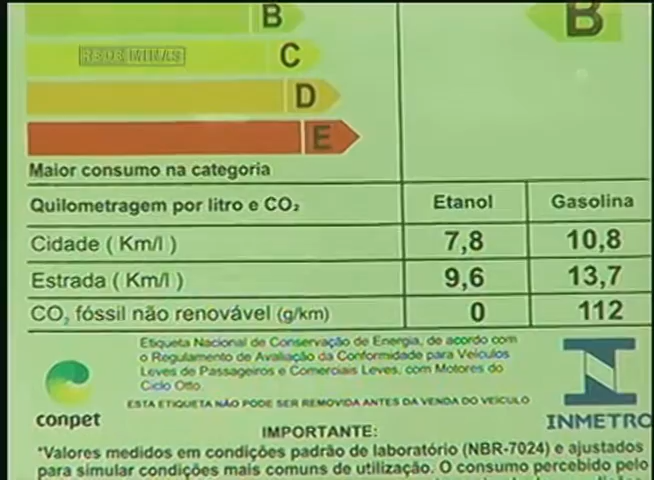 B
B
REDE MINAS
C
D
E
Maior consumo na categoria
Quilometragem por litro e CO₂ Etanol Gasolina
Cidade ( Km/l ) 7,8 10,8
Estrada ( Km/l ) 9,6 13,7
CO₂ fóssil não renovável (g/km) 0 112
Etiqueta Nacional de Conservação de Energia, de acordo com
o Regulamento de Avaliação da Conformidade para Veículos
Leves de Passageiros e Comerciais Leves, com Motores do
Ciclo Otto.
ESTA ETIQUETA NÃO PODE SER REMOVIDA ANTES DA VENDA DO VEICULO
conpet
INMETRO
IMPORTANTE:
*Valores medidos em condições padrão de laboratório (NBR-7024) e ajustados
para simular condições mais comuns de utilização. O consumo percebido pelo